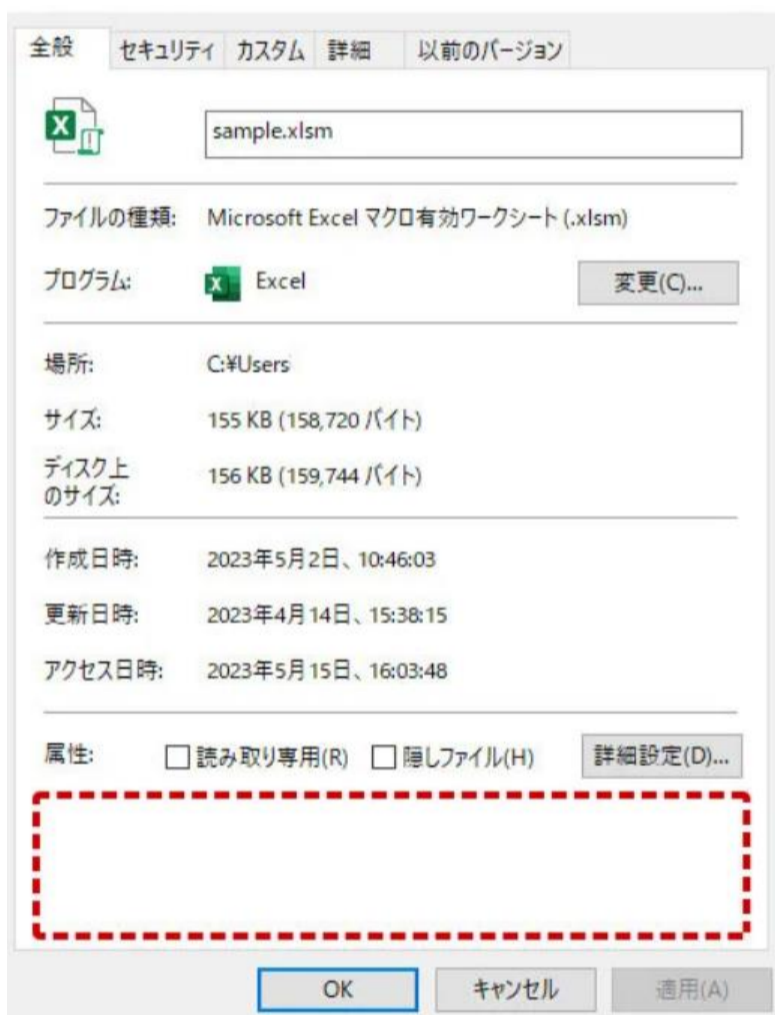 全般 セキュリティ カスタム 詳細 以前のバージョン
sample.xlsm
ファイルの種類: Microsoft Excel マクロ有効ワークシート (.xlsm)
プログラム: Excel 変更(C)...
場所: C:¥Users
サイズ: 155 KB (158,720 バイト)
ディスク上
のサイズ: 156 KB (159,744 バイト)
作成日時: 2023年5月2日、10:46:03
更新日時: 2023年4月14日、15:38:15
アクセス日時: 2023年5月15日、16:03:48
属性: 読み取り専用(R) 隠しファイル(H) 詳細設定(D)...
OK キャンセル 適用(A)